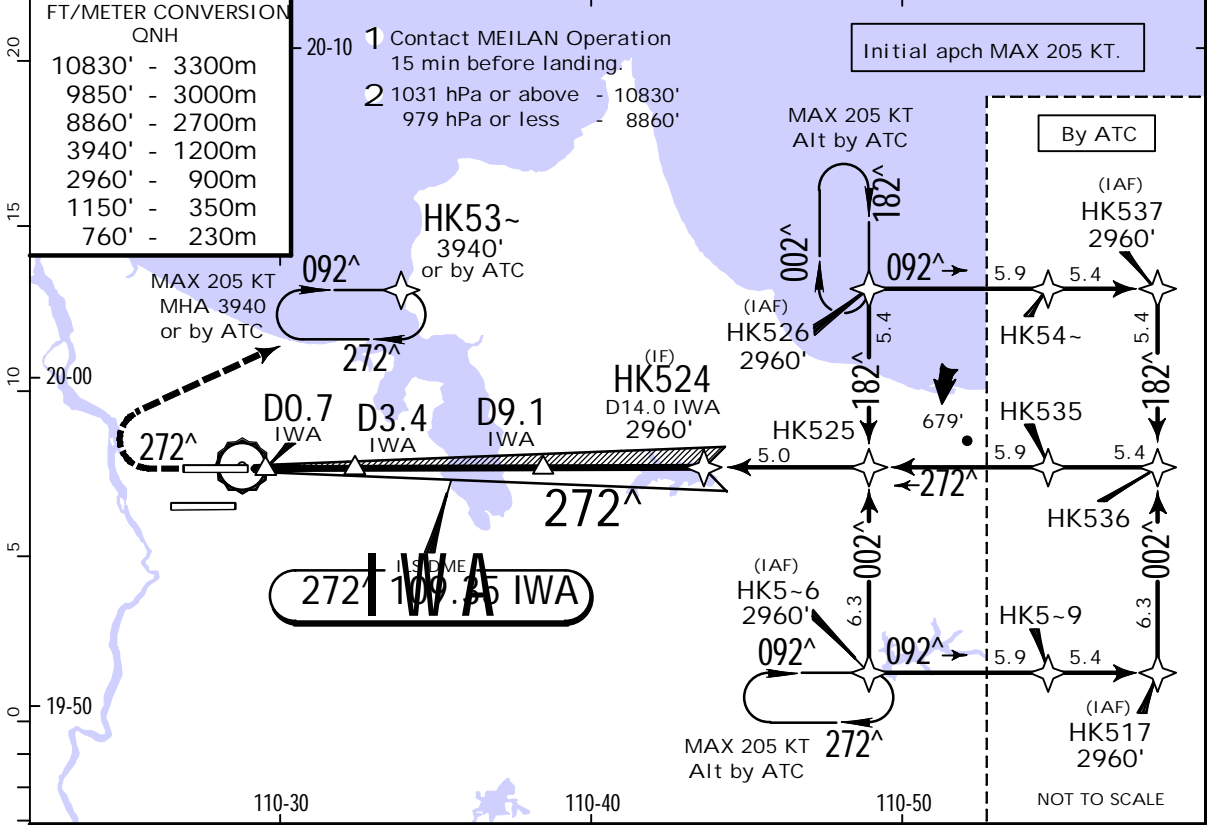 FT/METER CONVERSION
QNH
10830' - 3300m
9850' - 3000m
8860' - 2700m
3940' - 1200m
2960' - 900m
1150' - 350m
760' - 230m
20-10
1 Contact MEILAN Operation
15 min before landing.
2 1031 hPa or above - 10830'
979 hPa or less - 8860'
Initial apch MAX 205 KT.
By ATC
MAX 205 KT
Alt by ATC
182^
002^
(IAF)
HK537
2960'
HK53~
3940'
or by ATC
092^
MAX 205 KT
MHA 3940
or by ATC
272^
092^
5.9
5.4
(IAF)
HK526
2960'
HK54~
5.4
5.4
182^
182^
20
15
10
5
0
20-00
(IF)
HK524
D14.0 IWA
2960'
D0.7
IWA
D3.4
IWA
D9.1
IWA
679'
HK525
HK535
272^
5.0
5.9
5.4
272^
HK536
272^
ILS DME
272^ 109.35 IWA
I W A
002^
002^
(IAF)
HK5~6
2960'
6.3
6.3
HK5~9
092^
092^
5.9
5.4
272^
MAX 205 KT
Alt by ATC
(IAF)
HK517
2960'
19-50
110-30
110-40
110-50
NOT TO SCALE